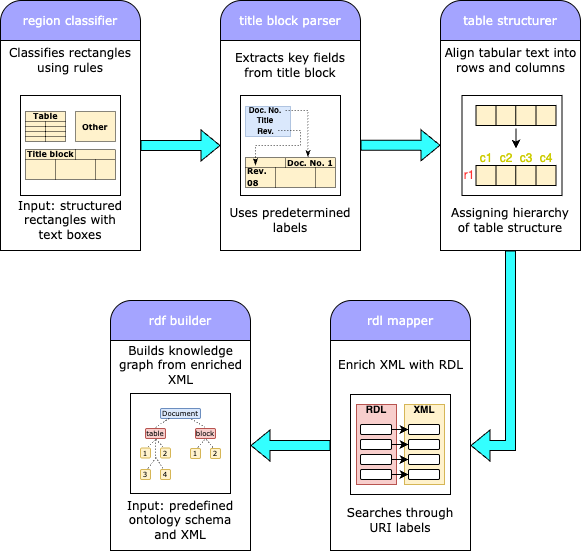 region classifier
Classifies rectangles
using rules
Table
Other
Title block
Input: structured
rectangles with
text boxes
title block parser
Extracts key fields
from title block
Doc. No.
Title
Rev.
Doc. No. 1
Rev.
08
Uses predetermined
labels
table structurer
Align tabular text into
rows and columns
c1 c2 c3 c4
r1
Assigning hierarchy
of table structure
rdf builder
Builds knowledge
graph from enriched
XML
Document
table block
1 2 1 2
3 4
Input: predefined
ontology schema
and XML
rdl mapper
Enrich XML with RDL
RDL XML
Searches through
URI labels